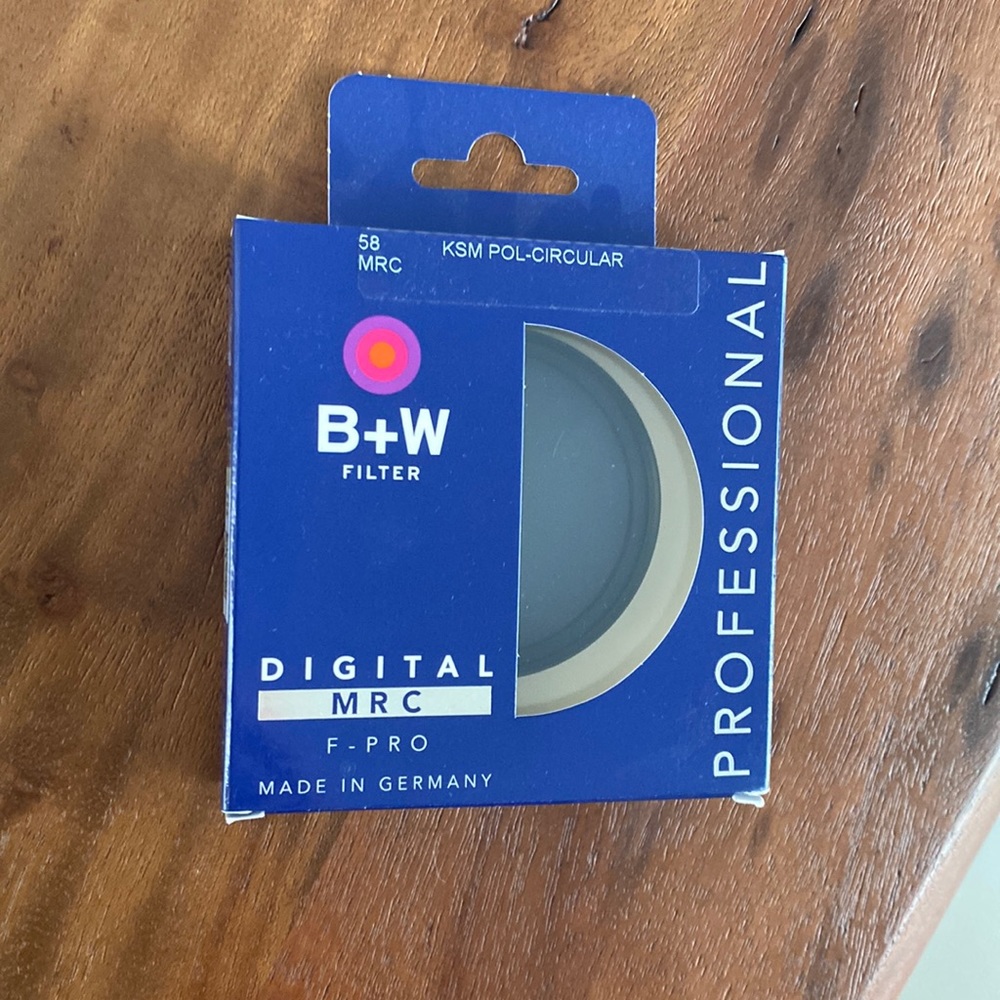 58 KSM POL-CIRCULAR
MRC
B+W
FILTER
DIGITAL
MRC
F-PRO
MADE IN GERMANY
PROFESSIONAL